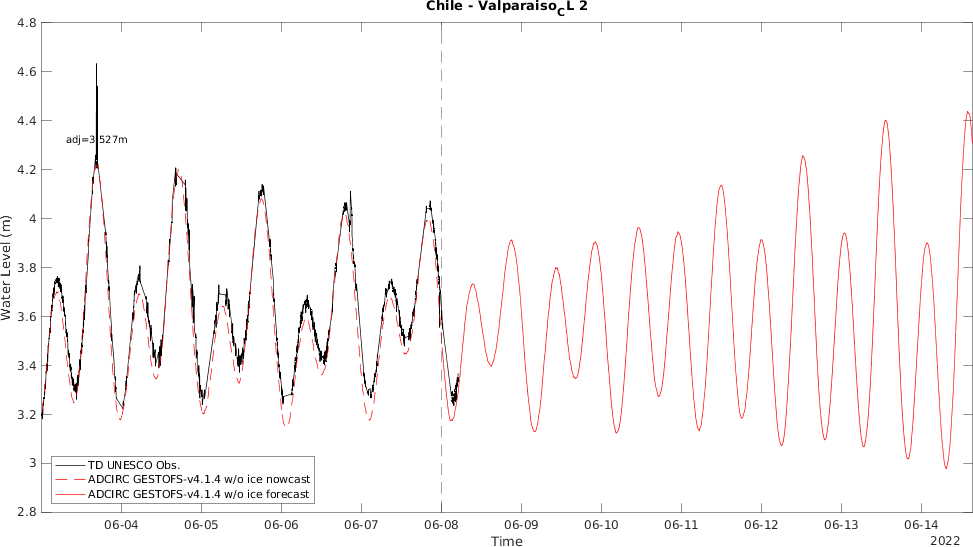 Chile - Valparaiso_CL 2
4.8
4.6
4.4
4.2
4
3.8
3.6
3.4
3.2
3
2.8
Water Level (m)
adj=3.527m
TD UNESCO Obs.
ADCIRC GESTOFS-v4.1.4 w/o ice nowcast
ADCIRC GESTOFS-v4.1.4 w/o ice forecast
06-04 06-05 06-06 06-07 06-08 06-09 06-10 06-11 06-12 06-13 06-14
Time
2022